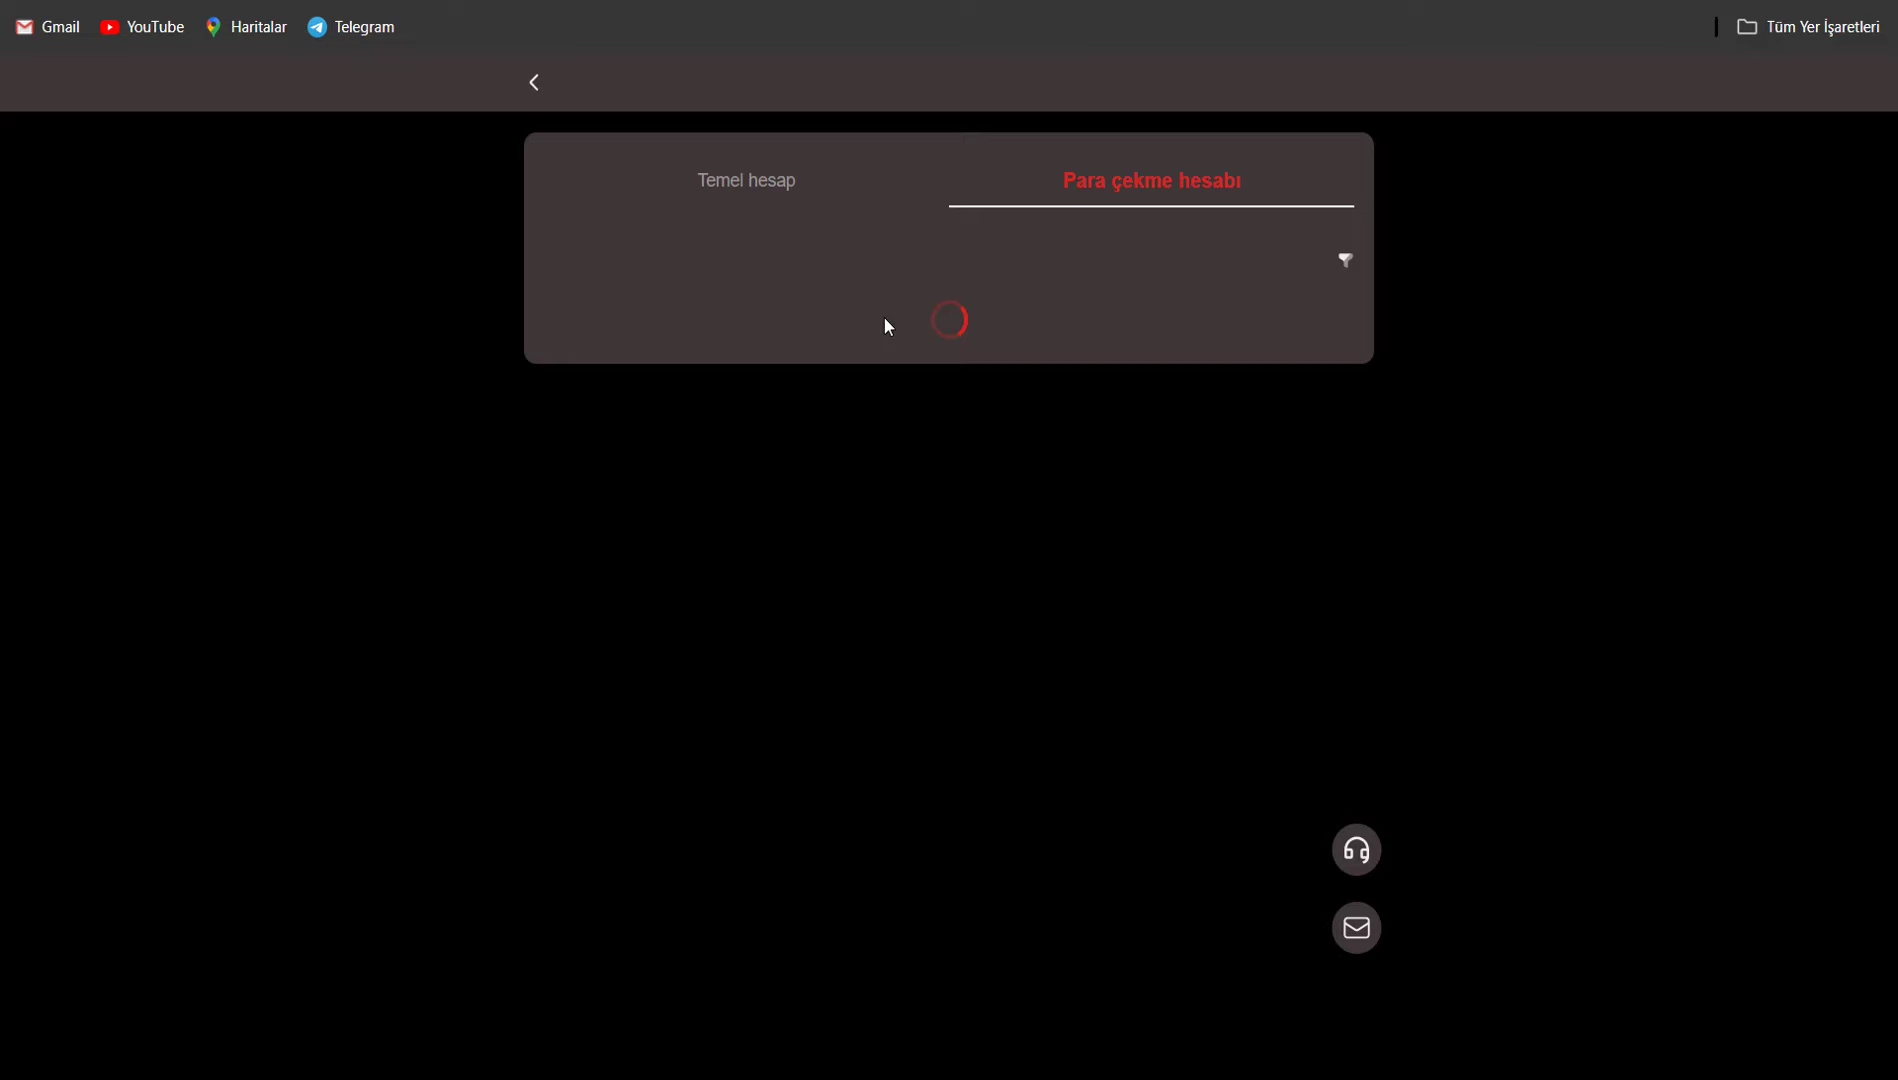 Gmail YouTube Haritalar Telegram Tüm Yer İşaretleri
Temel hesap Para çekme hesabı